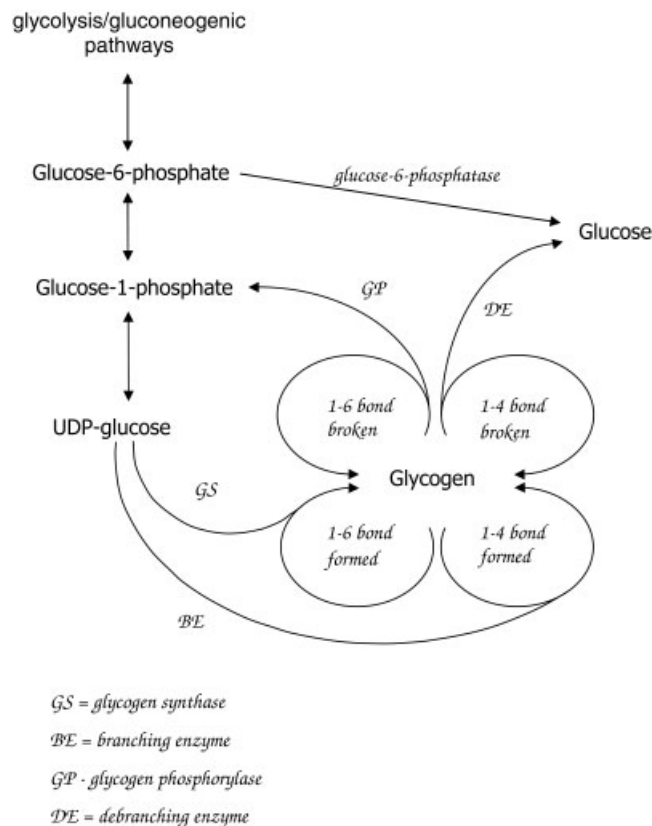 glycolysis/gluconeogenic
pathways
Glucose-6-phosphate
glucose-6-phosphatase
Glucose
Glucose-1-phosphate
GP
DE
1-6 bond
broken
1-4 bond
broken
UDP-glucose
Glycogen
GS
1-6 bond
formed
1-4 bond
formed
BE
GS = glycogen synthase
BE = branching enzyme
GP - glycogen phosphorylase
DE = debranching enzyme